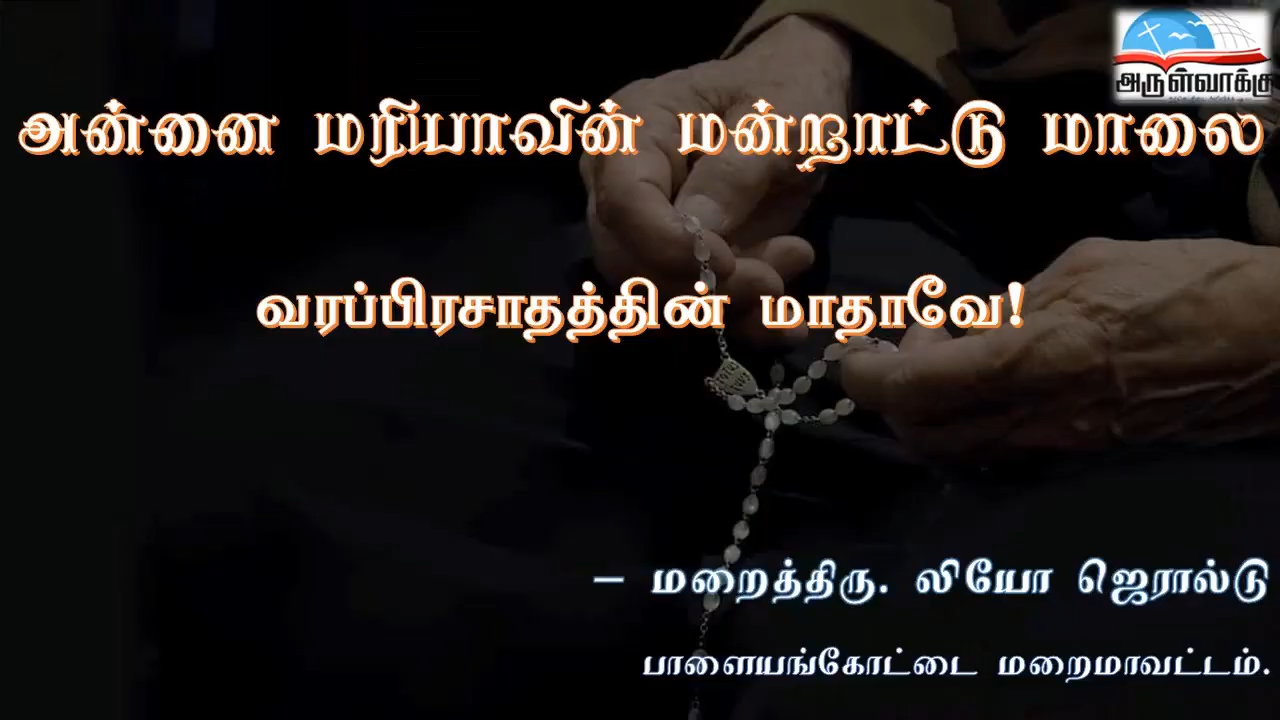 அருள்வாக்கு
அன்னை மரியாவின் மன்றாட்டு மாலை
வரப்பிரசாதத்தின் மாதாவே!
– மறைத்திரு. லியோ ஜெரால்டு
பாளையங்கோட்டை மறைமாவட்டம்.